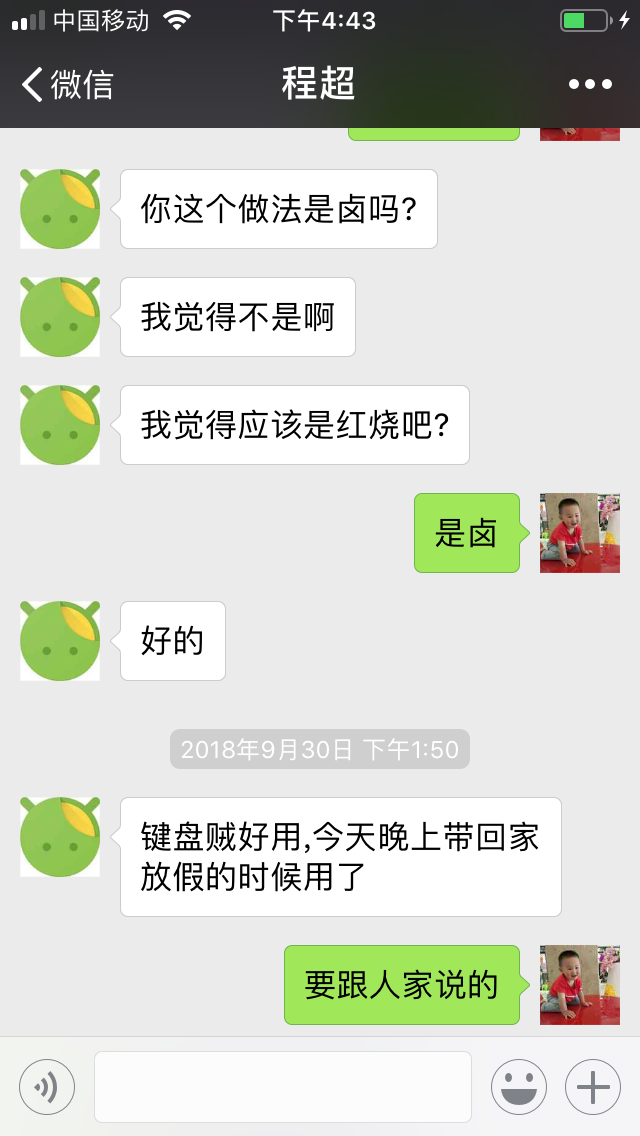 中国移动 下午4:43
微信 程超
你这个做法是卤吗?
我觉得不是啊
我觉得应该是红烧吧?
是卤
好的
2018年9月30日 下午1:50
键盘贼好用,今天晚上带回家
放假的时候用了
要跟人家说的